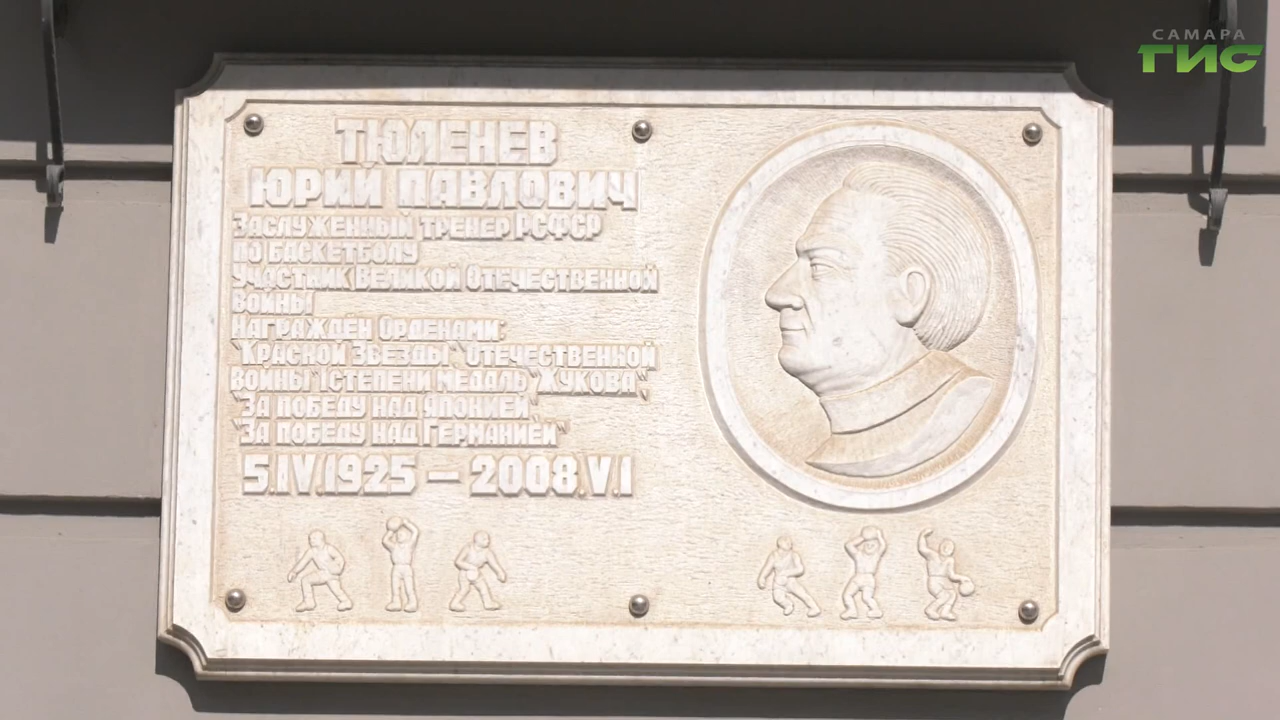 САМАРА
ГИС
ТЮЛЕНЕВ
ЮРИЙ ПАВЛОВИЧ
ЗАСЛУЖЕННЫЙ ТРЕНЕР РСФСР
ПО БАСКЕТБОЛУ
УЧАСТНИК ВЕЛИКОЙ ОТЕЧЕСТВЕННОЙ
ВОЙНЫ
НАГРАЖДЁН ОРДЕНАМИ:
"КРАСНОЙ ЗВЕЗДЫ" "ОТЕЧЕСТВЕННОЙ
ВОЙНЫ" I СТЕПЕНИ МЕДАЛЬ "ЖУКОВА"
"ЗА ПОБЕДУ НАД ЯПОНИЕЙ"
"ЗА ПОБЕДУ НАД ГЕРМАНИЕЙ"
5.IV.1925 – 2008.V.I